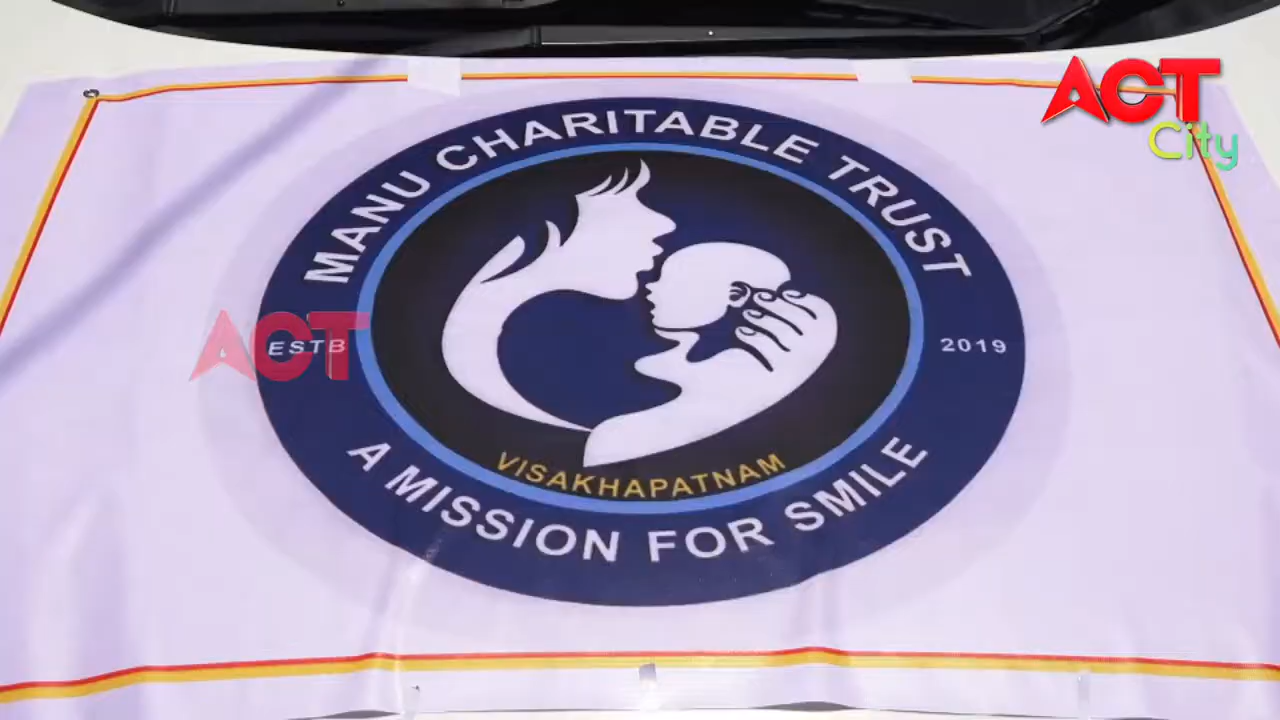 MANU CHARITABLE TRUST
ACT
City
ACT
ESTB
2019
VISAKHAPATNAM
A MISSION FOR SMILE